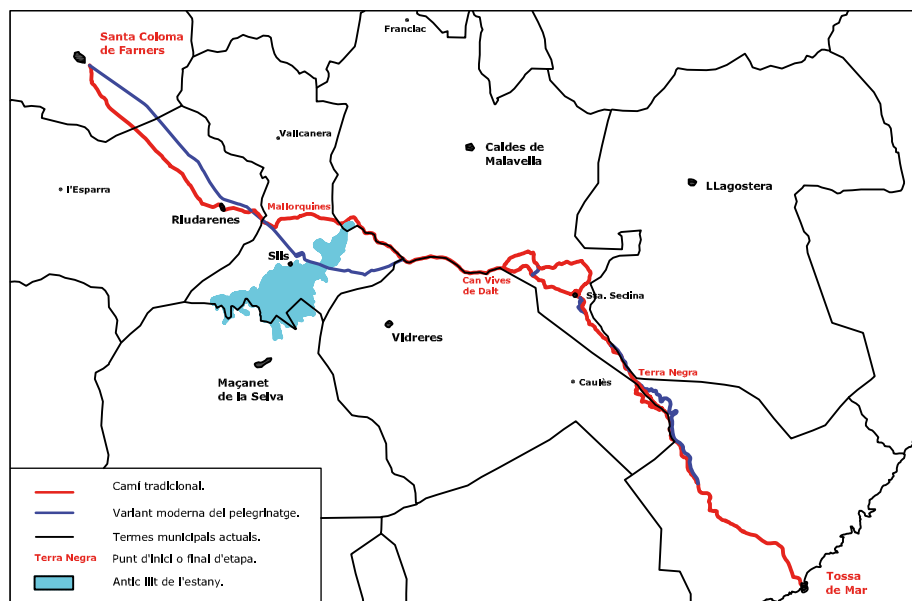 Franciac
Santa Coloma
de Farners
Vallcanera
Caldes de
Malavella
l'Esparra
LLagostera
Mallorquines
Riudarenes
Sils
Can Vives
de Dalt
Sta. Sedina
Vidreres
Terra Negra
Maçanet
de la Selva
Caulès
Camí tradicional.
Variant moderna del pelegrinatge.
Termes municipals actuals.
Terra Negra Punt d'inici o final d'etapa.
Antic llit de l'estany.
Tossa
de Mar